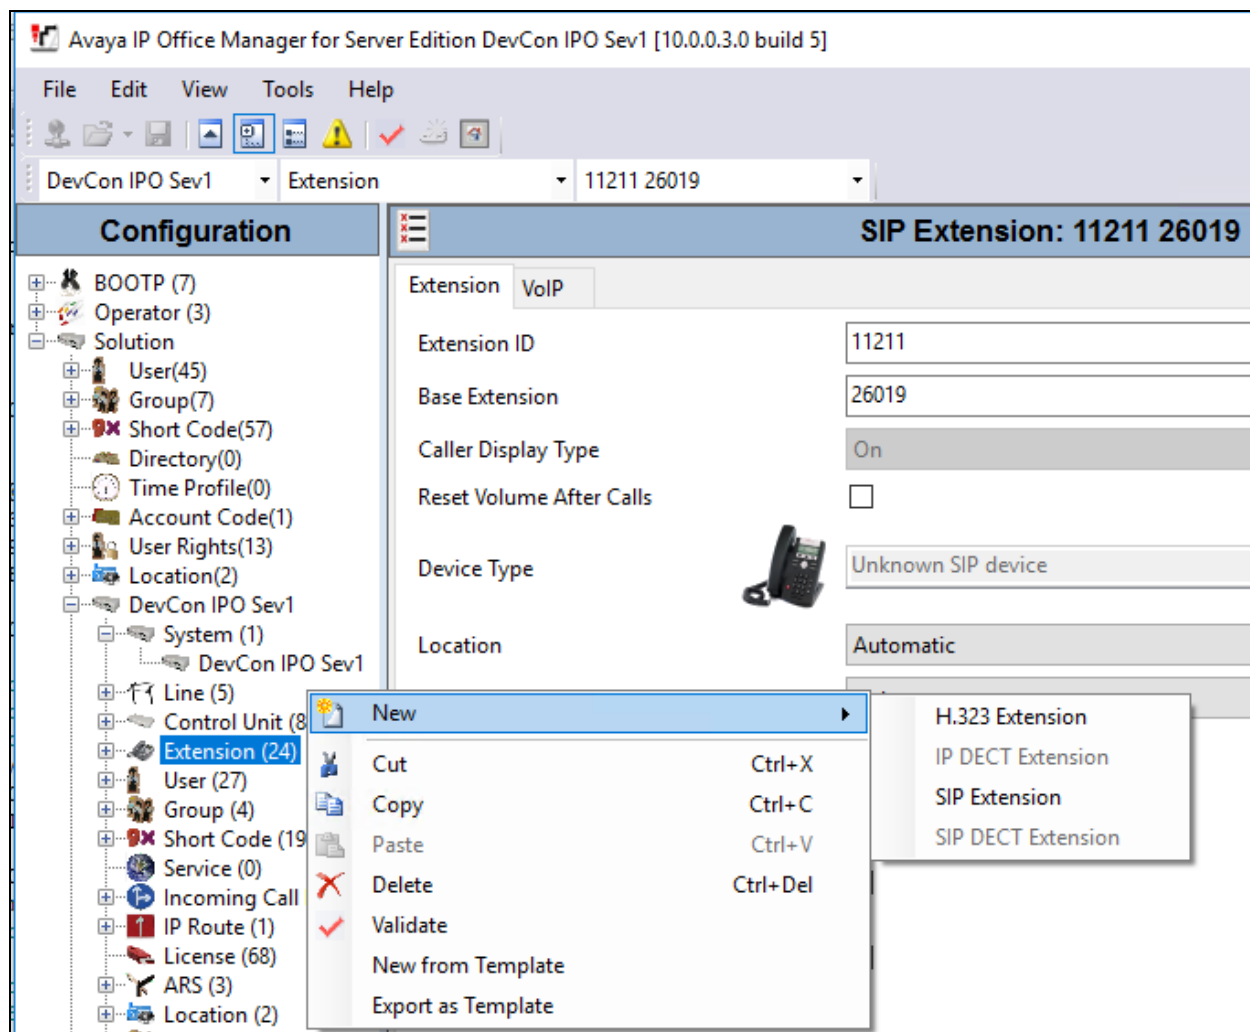 Avaya IP Office Manager for Server Edition DevCon IPO Sev1 [10.0.0.3.0 build 5]
File Edit View Tools Help
DevCon IPO Sev1 Extension 11211 26019
Configuration
BOOTP (7)
Operator (3)
Solution
User(45)
Group(7)
Short Code(57)
Directory(0)
Time Profile(0)
Account Code(1)
User Rights(13)
Location(2)
DevCon IPO Sev1
System (1)
DevCon IPO Sev1
Line (5)
Control Unit (8
Extension (24)
User (27)
Group (4)
Short Code (19
Service (0)
Incoming Call
IP Route (1)
License (68)
ARS (3)
Location (2)
SIP Extension: 11211 26019
Extension VoIP
Extension ID 11211
Base Extension 26019
Caller Display Type On
Reset Volume After Calls
Device Type Unknown SIP device
Location Automatic
New
Cut Ctrl+X
Copy Ctrl+C
Paste Ctrl+V
Delete Ctrl+Del
Validate
New from Template
Export as Template
H.323 Extension
IP DECT Extension
SIP Extension
SIP DECT Extension